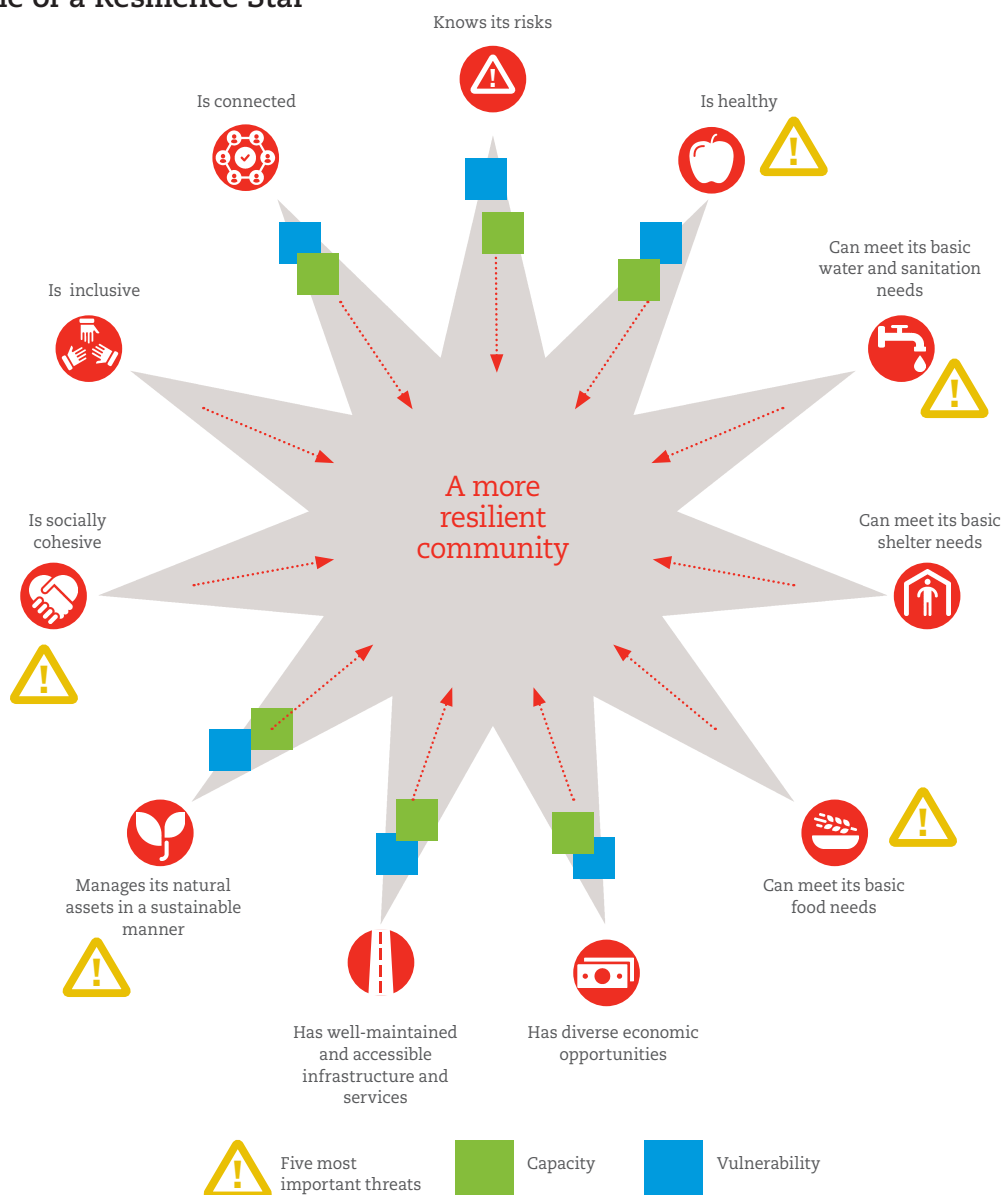 of a Resilience Star
Knows its risks
Is connected
Is healthy
Can meet its basic
water and sanitation
needs
Is inclusive
A more
resilient
community
Is socially
cohesive
Can meet its basic
shelter needs
Manages its natural
assets in a sustainable
manner
Can meet its basic
food needs
Has well-maintained
and accessible
infrastructure and
services
Has diverse economic
opportunities
Five most
important threats
Capacity
Vulnerability